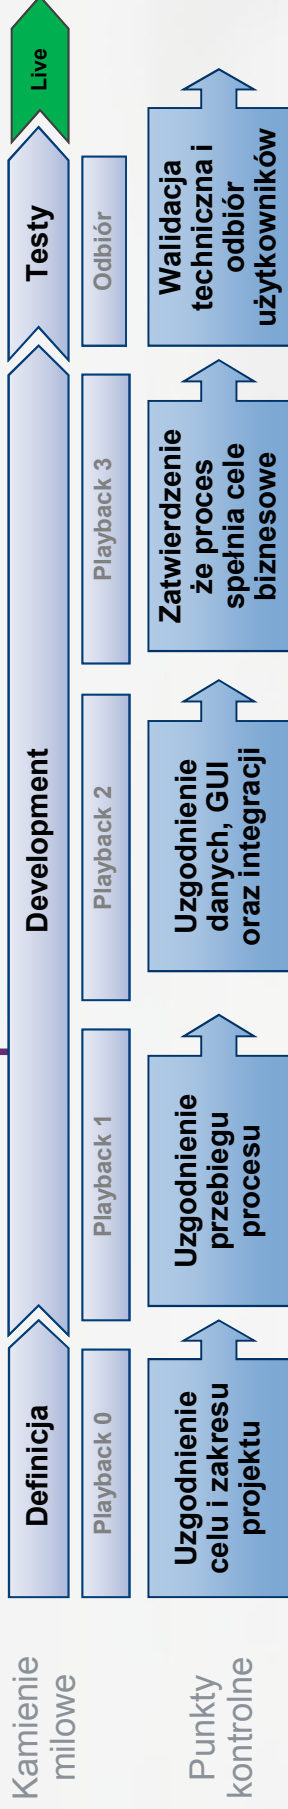 Kamienie
milowe
Definicja
Development
Testy
Live
Playback 0
Playback 1
Playback 2
Playback 3
Odbiór
Punkty
kontrolne
Uzgodnienie
celu i zakresu
projektu
Uzgodnienie
przebiegu
procesu
Uzgodnienie
danych, GUI
oraz integracji
Zatwierdzenie
że proces
spełnia cele
biznesowe
Walidacja
techniczna i
odbiór
użytkowników